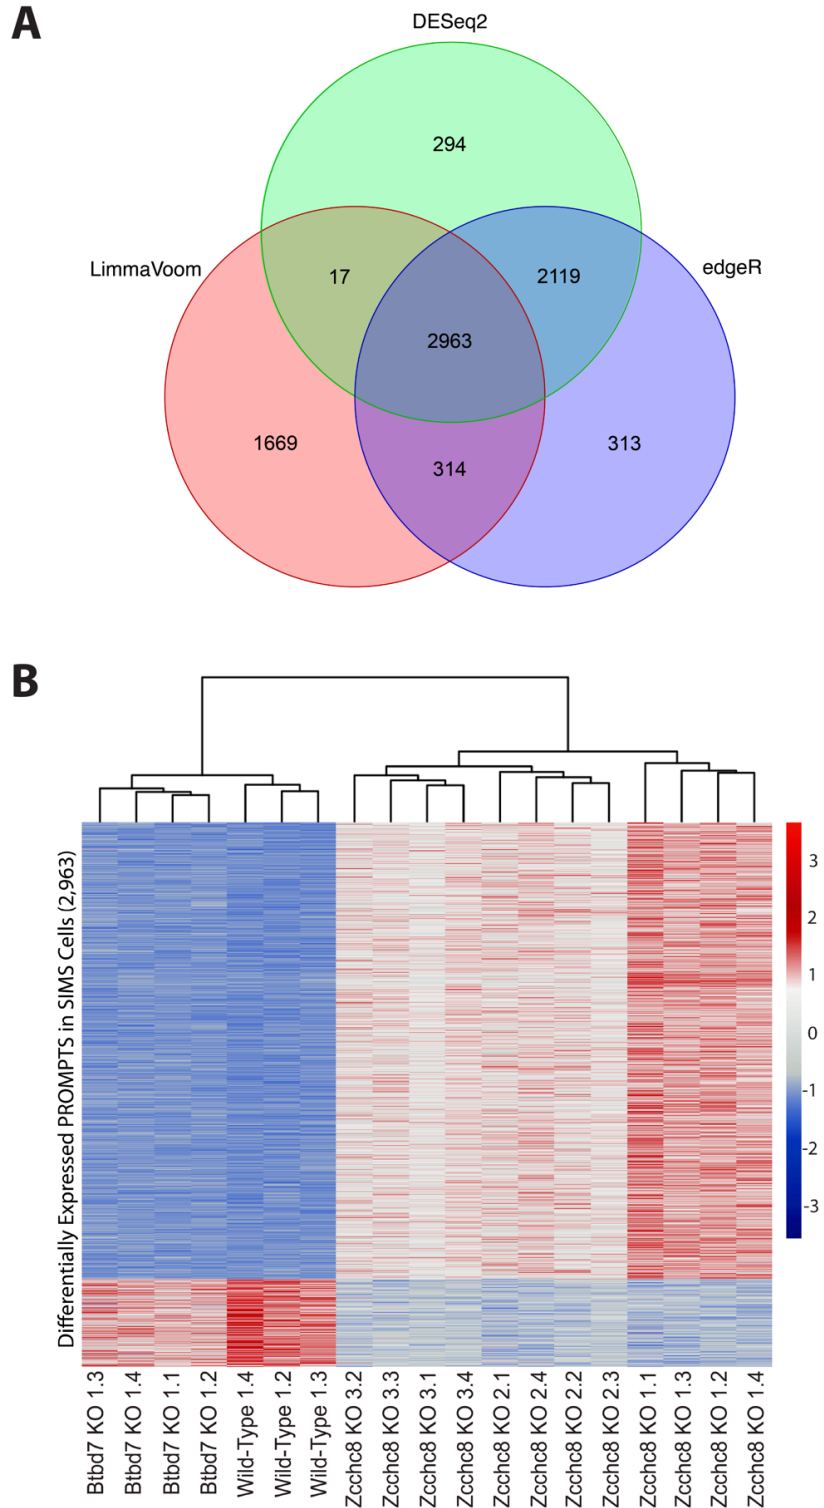 A
DESeq2
294
LimmaVoom
edgeR
17
2119
2963
1669
314
313
B
Differentially Expressed PROMPTS in SIMS Cells (2,963)
3
2
1
0
-1
-2
-3
Btbd7 KO 1.3
Btbd7 KO 1.4
Btbd7 KO 1.1
Btbd7 KO 1.2
Wild-Type 1.4
Wild-Type 1.2
Wild-Type 1.3
Zcchc8 KO 3.2
Zcchc8 KO 3.3
Zcchc8 KO 3.1
Zcchc8 KO 3.4
Zcchc8 KO 2.1
Zcchc8 KO 2.4
Zcchc8 KO 2.2
Zcchc8 KO 2.3
Zcchc8 KO 1.1
Zcchc8 KO 1.3
Zcchc8 KO 1.2
Zcchc8 KO 1.4